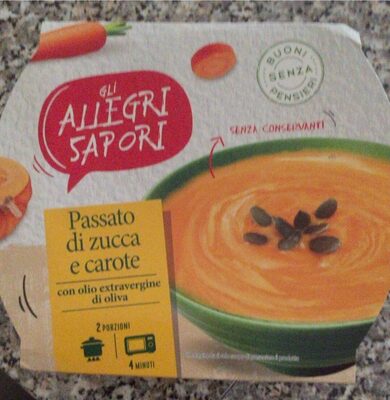 GLI
ALLEGRI
SAPORI
BUONI
SENZA
PENSIERI
SENZA CONSERVANTI
Passato
di zucca
e carote
con olio extravergine
di oliva
2 PORZIONI
4 MINUTI